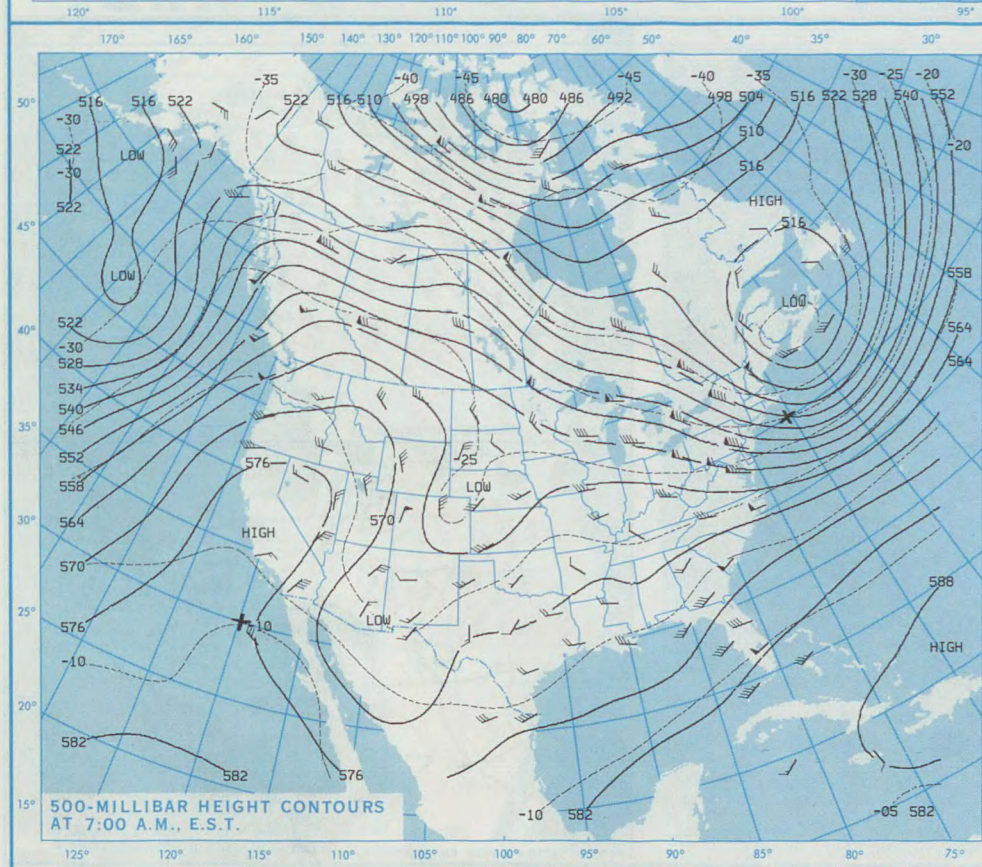 120° 115° 110° 105° 100° 95°
170° 165° 160° 150° 140° 130° 120° 110° 100° 90° 80° 70° 60° 50° 40° 35° 30°
-35 -40 -45 -45 -40 -35 -30 -25 -20
50° 516 516 522 522 516 510 498 486 480 480 486 492 498 504 516 522 528 540 552
-30
510
522 LOW -20
-30 516
HIGH
522 516
45°
LOW 558
LOW
40° 522 564
-30
528 564
534
540
35° 546
552 576 -25
558 LOW
30° 564 570
HIGH
570
588
25°
576 -10 LOW
HIGH
-10
20°
582
582 576
15° 500-MILLIBAR HEIGHT CONTOURS
AT 7:00 A.M., E.S.T.
-10 582 -05 582
125° 120° 115° 110° 105° 100° 95° 90° 85° 80° 75°